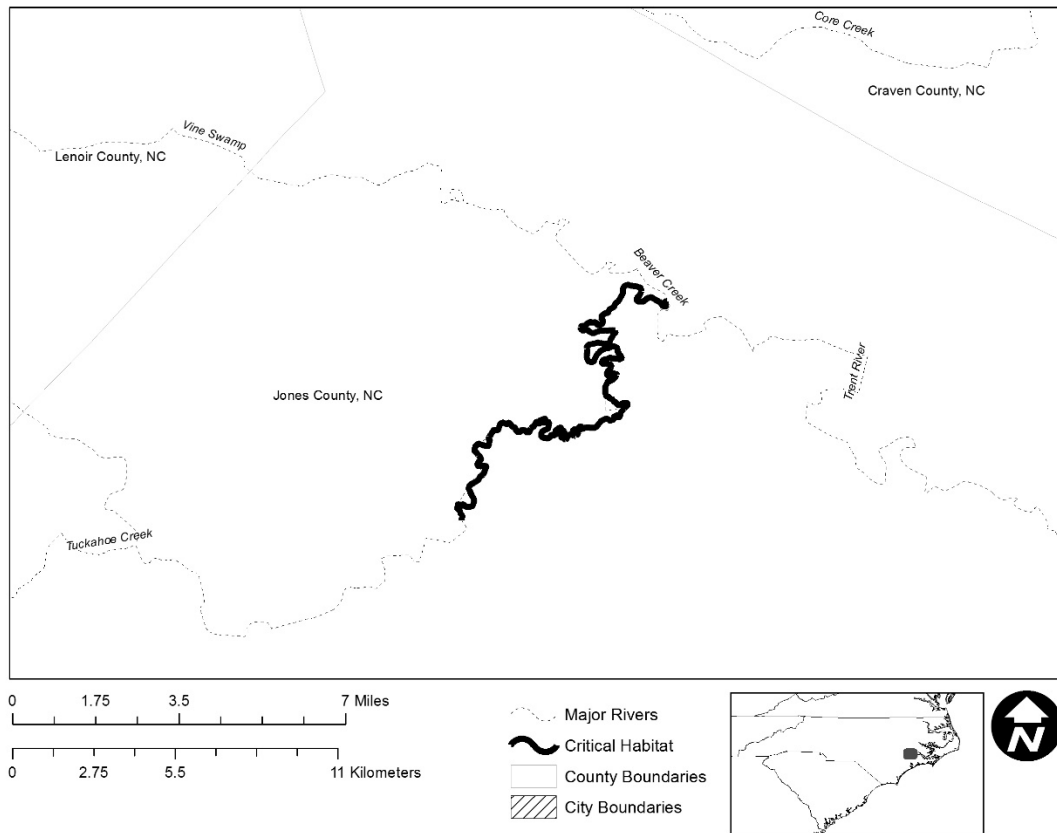 Core Creek
Craven County, NC
Vine Swamp
Lenoir County, NC
Beaver Creek
Trent River
Jones County, NC
Tuckahoe Creek
0 1.75 3.5 7 Miles
0 2.75 5.5 11 Kilometers
Major Rivers
Critical Habitat
County Boundaries
City Boundaries
N